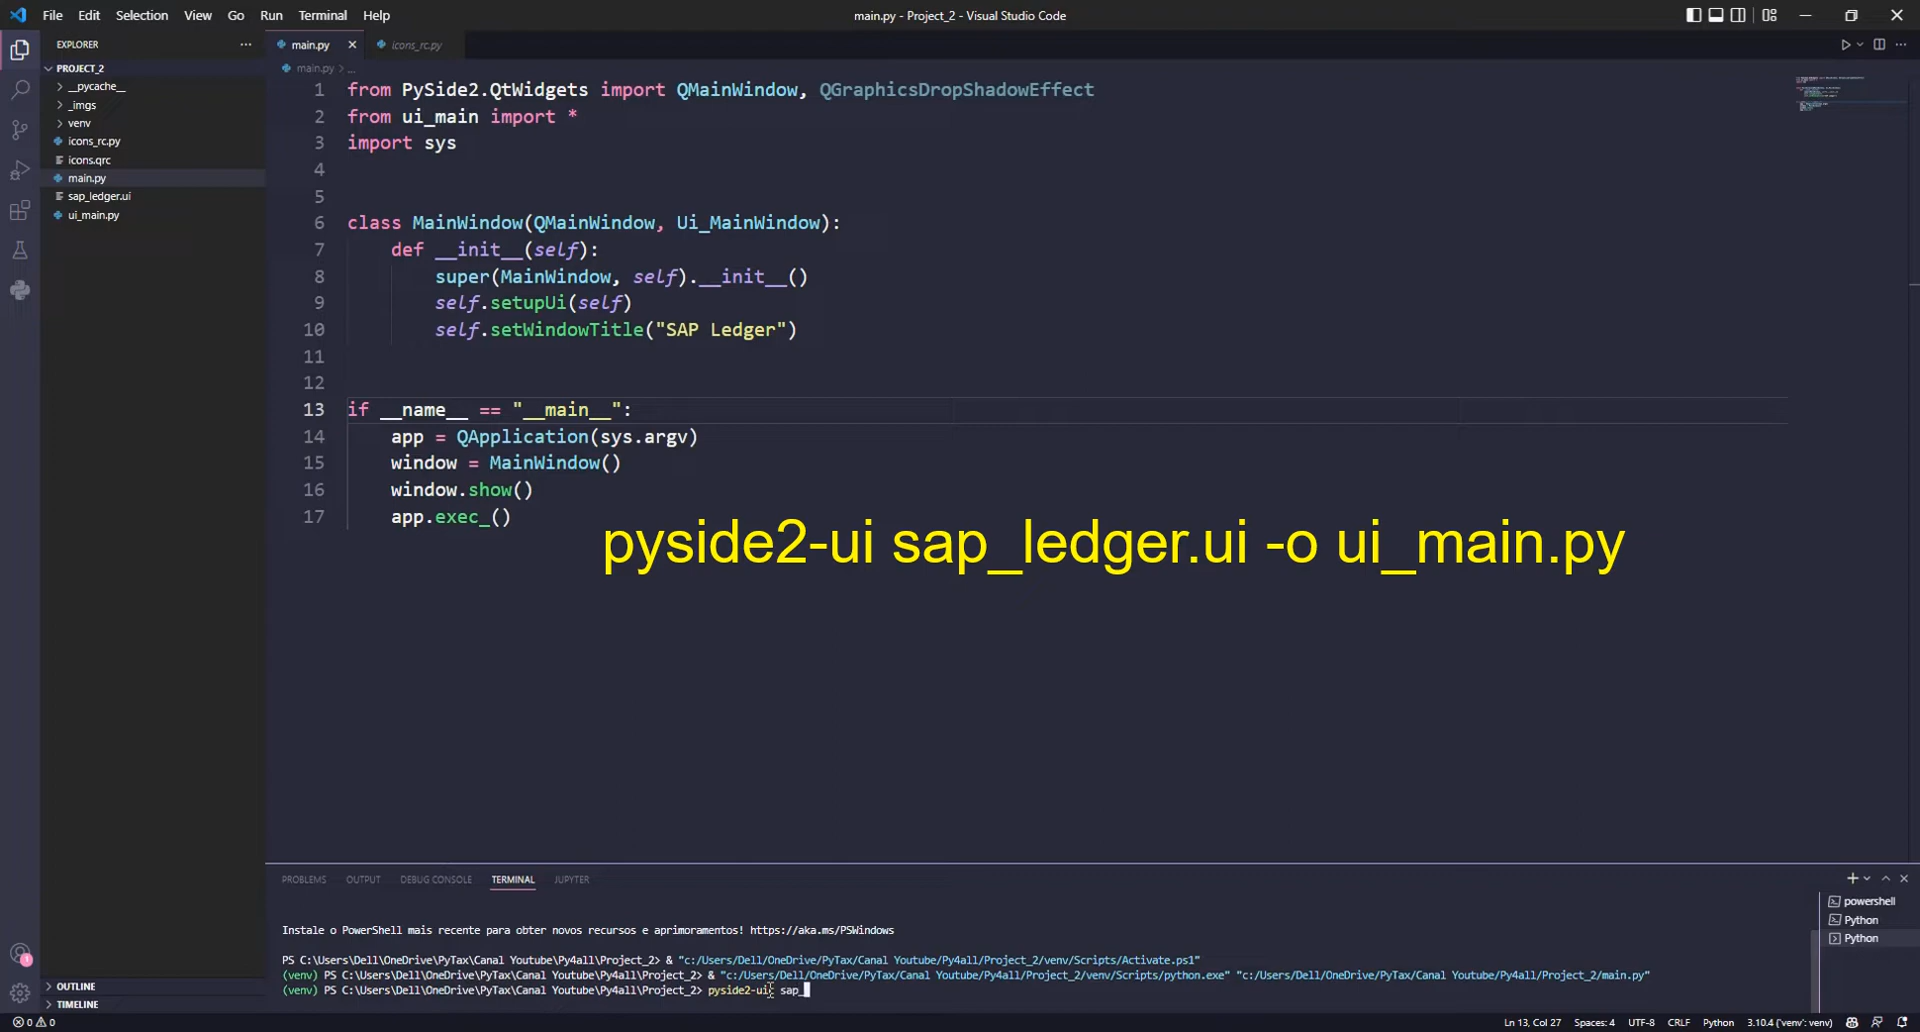 File Edit Selection View Go Run Terminal Help
main.py - Project_2 - Visual Studio Code
EXPLORER
PROJECT_2
__pycache__
_imgs
venv
icons_rc.py
icons.qrc
main.py
sap_ledger.ui
ui_main.py
OUTLINE
TIMELINE
main.py icons_rc.py
main.py > ...
1 from PySide2.QtWidgets import QMainWindow, QGraphicsDropShadowEffect
2 from ui_main import *
3 import sys
4
5
6 class MainWindow(QMainWindow, Ui_MainWindow):
7 def __init__(self):
8 super(MainWindow, self).__init__()
9 self.setupUi(self)
10 self.setWindowTitle("SAP Ledger")
11
12
13 if __name__ == "__main__":
14 app = QApplication(sys.argv)
15 window = MainWindow()
16 window.show()
17 app.exec_()
pyside2-ui sap_ledger.ui -o ui_main.py
PROBLEMS OUTPUT DEBUG CONSOLE TERMINAL JUPYTER
Instale o PowerShell mais recente para obter novos recursos e aprimoramentos! https://aka.ms/PSWindows
PS C:\Users\Dell\OneDrive\PyTax\Canal Youtube\Py4all\Project_2> & "c:/Users/Dell/OneDrive/PyTax/Canal Youtube/Py4all/Project_2/venv/Scripts/Activate.ps1"
(venv) PS C:\Users\Dell\OneDrive\PyTax\Canal Youtube\Py4all\Project_2> & "c:/Users/Dell/OneDrive/PyTax/Canal Youtube/Py4all/Project_2/venv/Scripts/python.exe" "c:/Users/Dell/OneDrive/PyTax/Canal Youtube/Py4all/Project_2/main.py"
(venv) PS C:\Users\Dell\OneDrive\PyTax\Canal Youtube\Py4all\Project_2> pyside2-ui sap_
powershell
Python
Python
1
0 0
Ln 13, Col 27 Spaces: 4 UTF-8 CRLF Python 3.10.4 ('venv': venv)